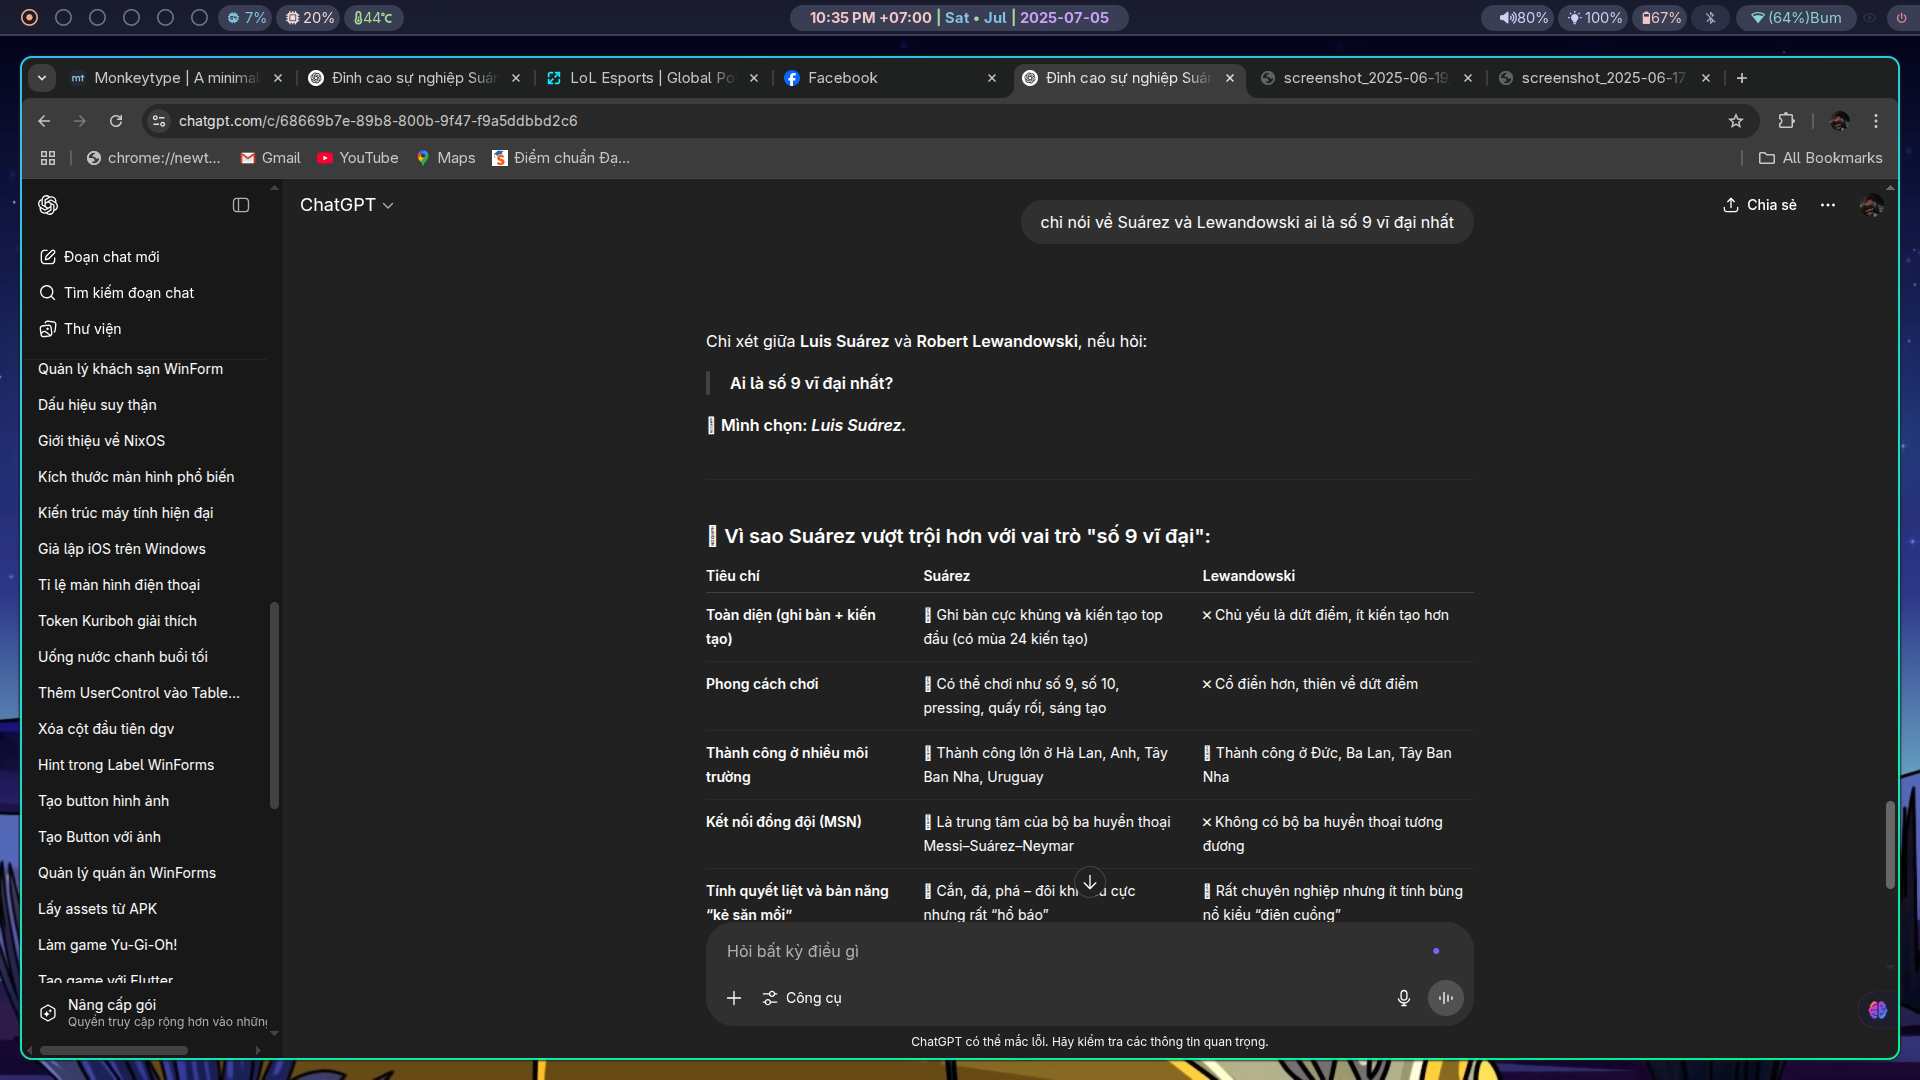 7%
20%
44℃
10:35 PM +07:00 | Sat • Jul | 2025-07-05
80%
100%
67%
(64%)Bum
Monkeytype | A minimal
Đỉnh cao sự nghiệp Suár
LoL Esports | Global Po
Facebook
Đỉnh cao sự nghiệp Suár
screenshot_2025-06-19
screenshot_2025-06-17
chatgpt.com/c/68669b7e-89b8-800b-9f47-f9a5ddbbd2c6
chrome://newt...
Gmail
YouTube
Maps
Điểm chuẩn Đạ...
All Bookmarks
ChatGPT
Chia sẻ
Đoạn chat mới
Tìm kiếm đoạn chat
Thư viện
Quản lý khách sạn WinForm
Dấu hiệu suy thận
Giới thiệu về NixOS
Kích thước màn hình phổ biến
Kiến trúc máy tính hiện đại
Giả lập iOS trên Windows
Tỉ lệ màn hình điện thoại
Token Kuriboh giải thích
Uống nước chanh buổi tối
Thêm UserControl vào Table...
Xóa cột đầu tiên dgv
Hint trong Label WinForms
Tạo button hình ảnh
Tạo Button với ảnh
Quản lý quán ăn WinForms
Lấy assets từ APK
Làm game Yu-Gi-Oh!
Tạo game với Flutter
Nâng cấp gói
Quyền truy cập rộng hơn vào những
chỉ nói về Suárez và Lewandowski ai là số 9 vĩ đại nhất
Chỉ xét giữa Luis Suárez và Robert Lewandowski, nếu hỏi:
Ai là số 9 vĩ đại nhất?
Mình chọn: Luis Suárez.
Vì sao Suárez vượt trội hơn với vai trò "số 9 vĩ đại":
Tiêu chí
Suárez
Lewandowski
Toàn diện (ghi bàn + kiến
tạo)
Ghi bàn cực khủng và kiến tạo top
đầu (có mùa 24 kiến tạo)
× Chủ yếu là dứt điểm, ít kiến tạo hơn
Phong cách chơi
Có thể chơi như số 9, số 10,
pressing, quấy rối, sáng tạo
× Cổ điển hơn, thiên về dứt điểm
Thành công ở nhiều môi
trường
Thành công lớn ở Hà Lan, Anh, Tây
Ban Nha, Uruguay
Thành công ở Đức, Ba Lan, Tây Ban
Nha
Kết nối đồng đội (MSN)
Là trung tâm của bộ ba huyền thoại
Messi–Suárez–Neymar
× Không có bộ ba huyền thoại tương
đương
Tính quyết liệt và bản năng
“kẻ săn mồi”
Cắn, đá, phá – đôi khi cực
nhưng rất “hổ báo”
Rất chuyên nghiệp nhưng ít tính bùng
nổ kiểu “điên cuồng”
Hỏi bất kỳ điều gì
Công cụ
ChatGPT có thể mắc lỗi. Hãy kiểm tra các thông tin quan trọng.